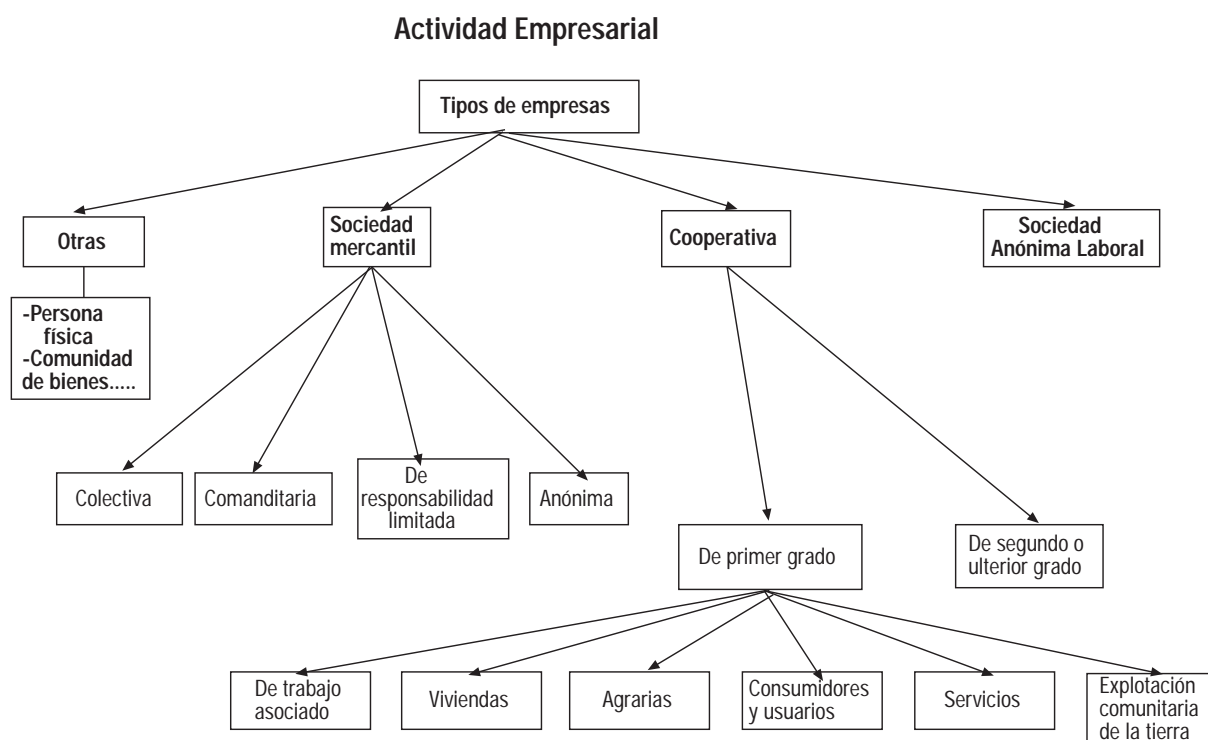 Actividad Empresarial
Tipos de empresas
Otras
Sociedad
mercantil
Cooperativa
Sociedad
Anónima Laboral
-Persona
física
-Comunidad
de bienes.....
Colectiva
Comanditaria
De
responsabilidad
limitada
Anónima
De primer grado
De segundo o
ulterior grado
De trabajo
asociado
Viviendas
Agrarias
Consumidores
y usuarios
Servicios
Explotación
comunitaria
de la tierra